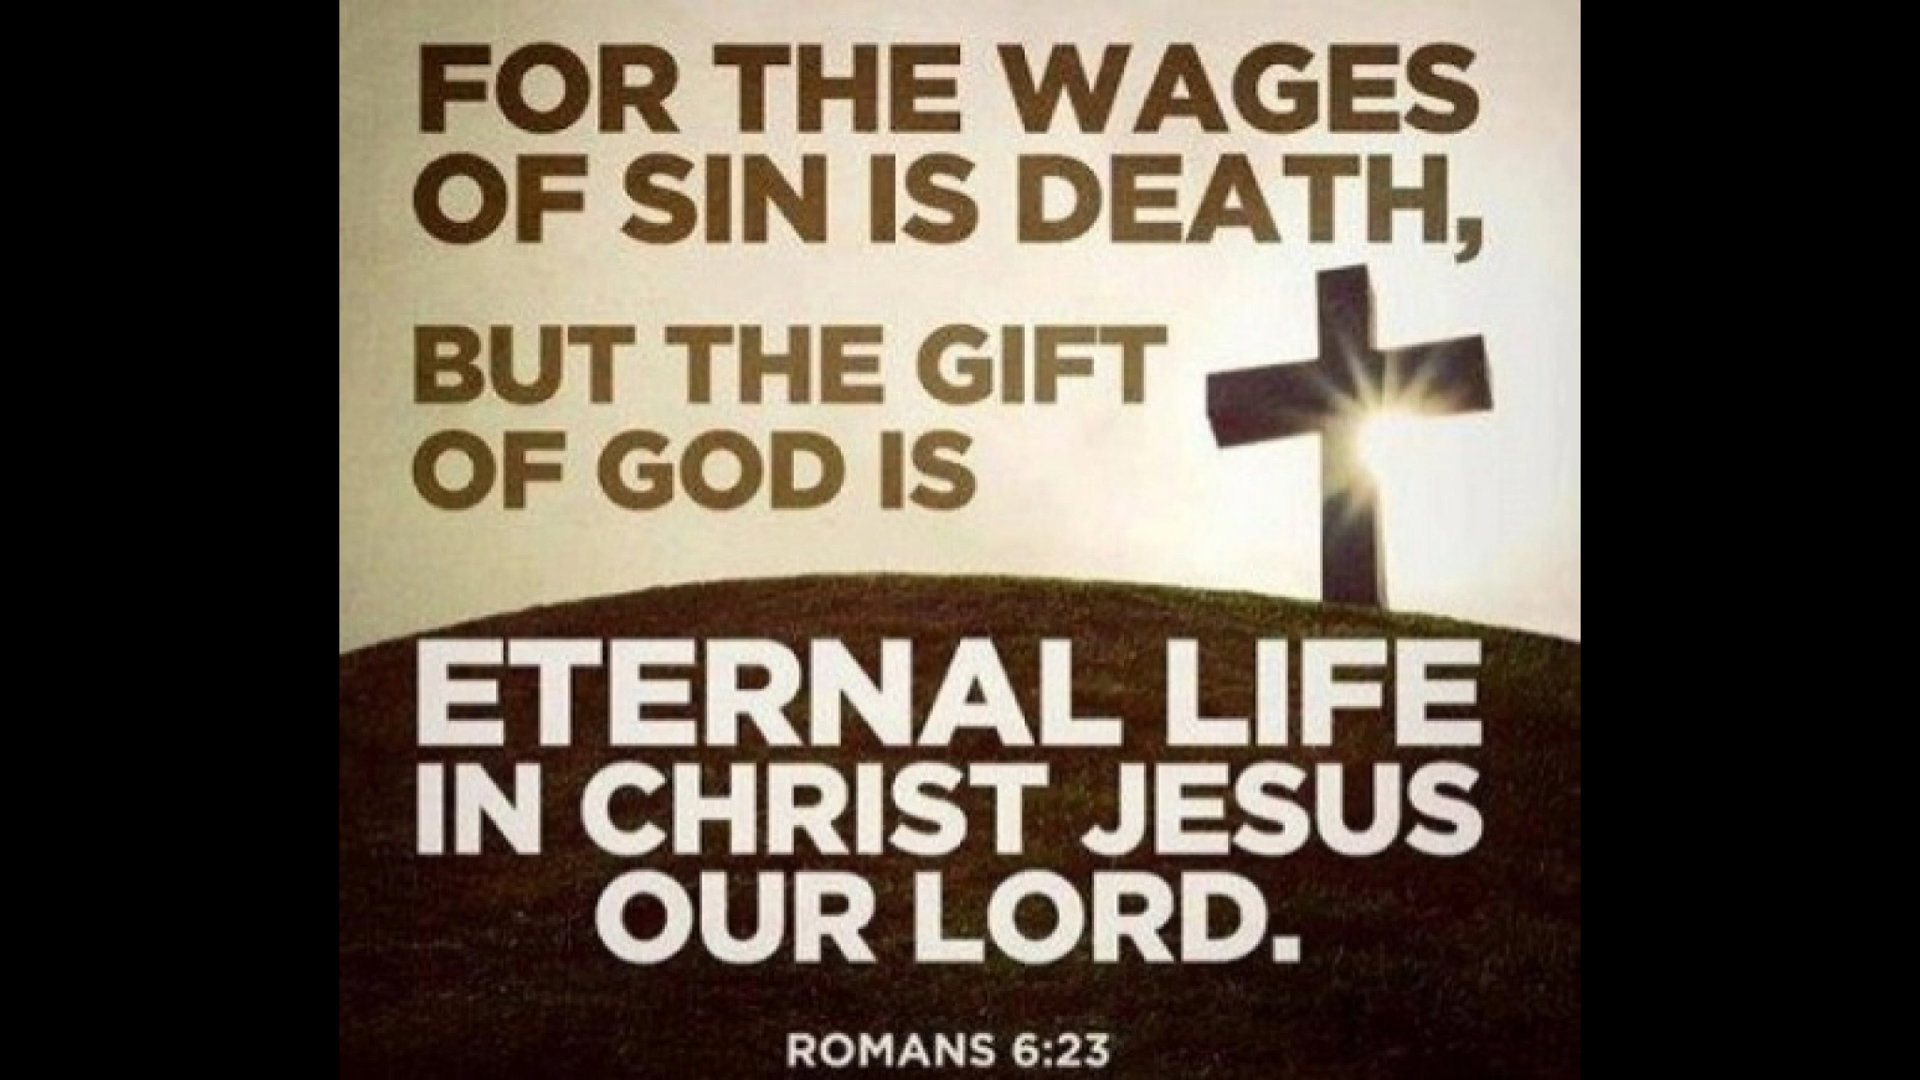 FOR THE WAGES
OF SIN IS DEATH,
BUT THE GIFT
OF GOD IS
ETERNAL LIFE
IN CHRIST JESUS
OUR LORD.
ROMANS 6:23